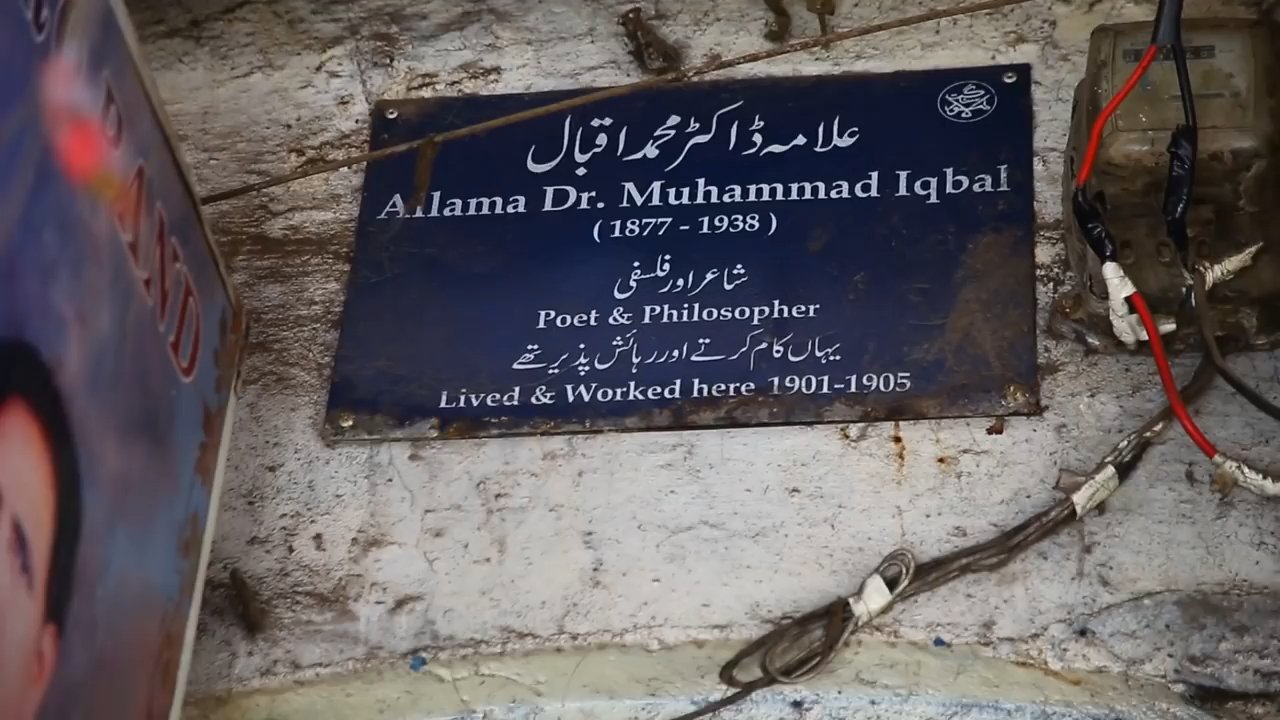 علامہ ڈاکٹر محمد اقبال
Allama Dr. Muhammad Iqbal
( 1877 - 1938 )
شاعر اور فلسفی
Poet & Philosopher
یہاں کام کرتے اور رہائش پذیر تھے
Lived & Worked here 1901-1905